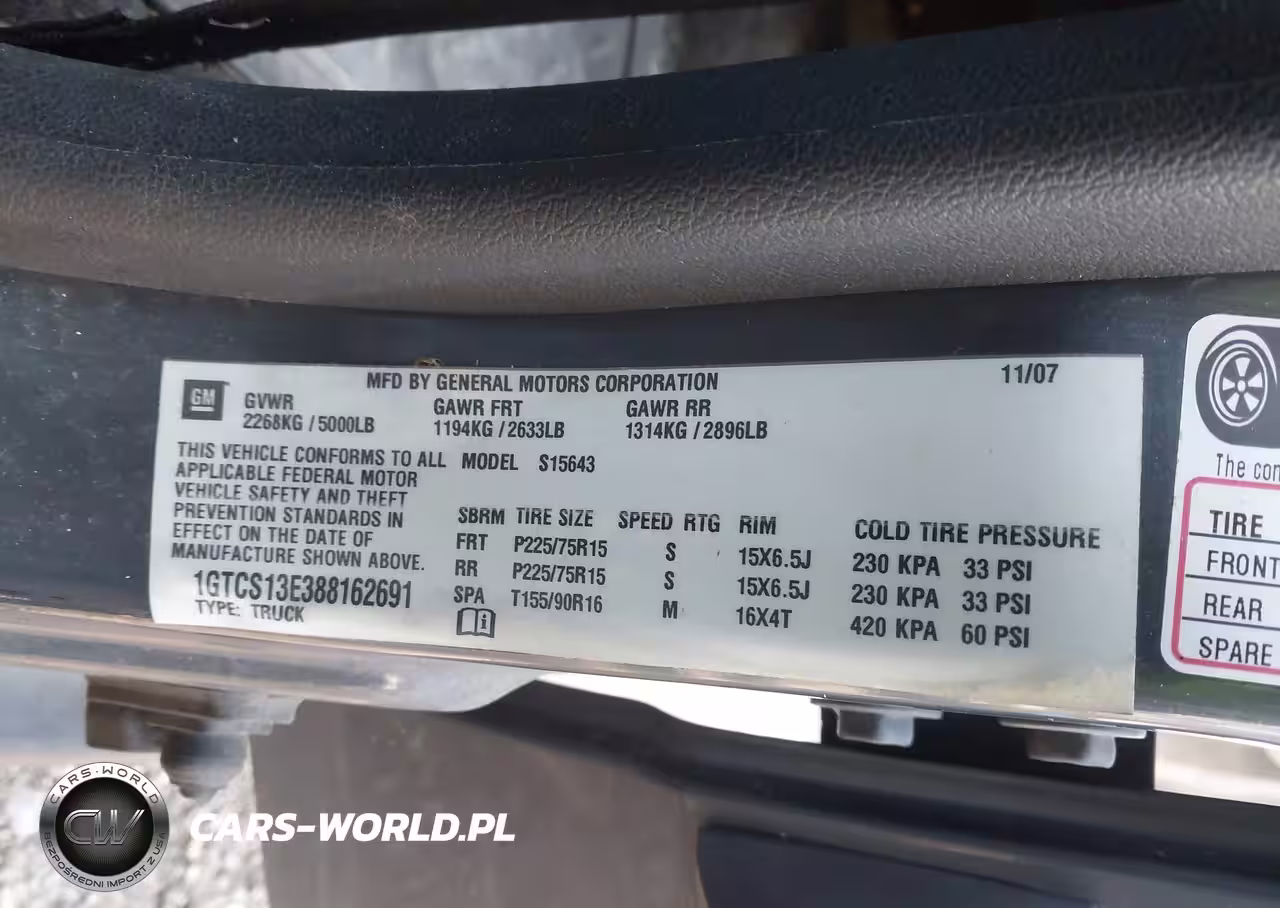 MFD BY GENERAL MOTORS CORPORATION 11/07
GM
GVWR GAWR FRT GAWR RR
2268KG / 5000LB 1194KG / 2633LB 1314KG / 2896LB
THIS VEHICLE CONFORMS TO ALL
APPLICABLE FEDERAL MOTOR
VEHICLE SAFETY AND THEFT
PREVENTION STANDARDS IN
EFFECT ON THE DATE OF
MANUFACTURE SHOWN ABOVE.
1GTCS13E388162691
TYPE: TRUCK
MODEL S15643
SBRM TIRE SIZE SPEED RTG RIM COLD TIRE PRESSURE
FRT P225/75R15 S 15X6.5J 230 KPA 33 PSI
RR P225/75R15 S 15X6.5J 230 KPA 33 PSI
SPA T155/90R16 M 16X4T 420 KPA 60 PSI
The con
TIRE
FRONT
REAR
SPARE
CARS-WORLD
CW
BEZPOŚREDNI IMPORT Z USA
CARS-WORLD.PL